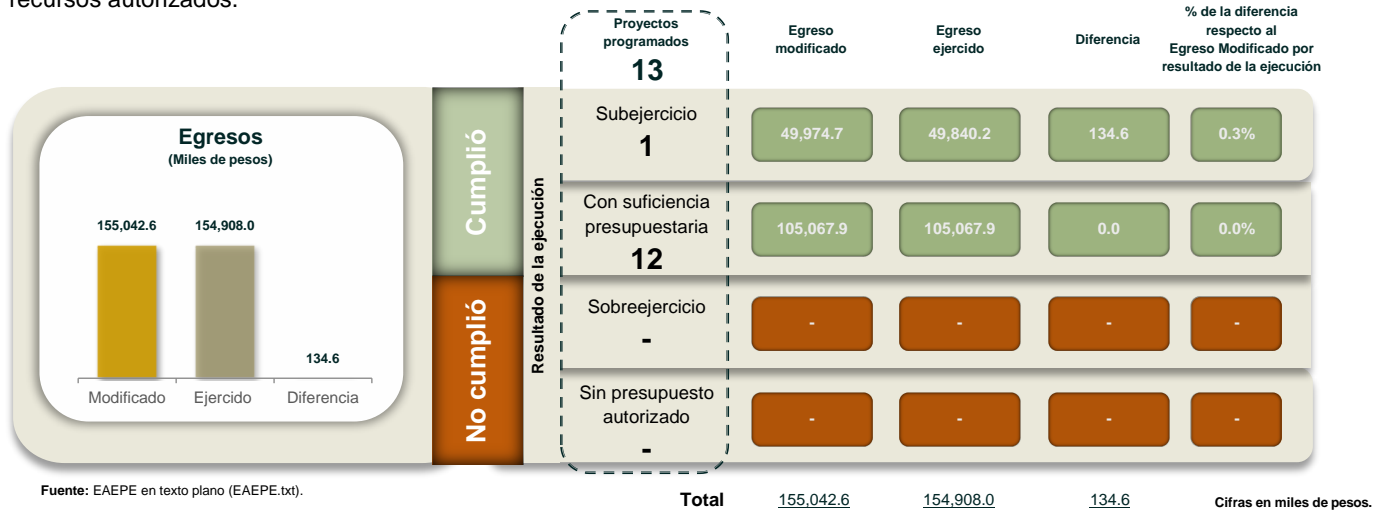 recursos autorizados.
Proyectos
programados
13
Egreso
modificado
Egreso
ejercido
Diferencia
% de la diferencia
respecto al
Egreso Modificado por
resultado de la ejecución
Egresos
(Miles de pesos)
155,042.6
154,908.0
134.6
Modificado
Ejercido
Diferencia
Cumplió
No cumplió
Resultado de la ejecución
Subejercicio
1
49,974.7
49,840.2
134.6
0.3%
Con suficiencia
presupuestaria
12
105,067.9
105,067.9
0.0
0.0%
Sobreejercicio
-
-
-
-
-
Sin presupuesto
autorizado
-
-
-
-
-
Fuente: EAEPE en texto plano (EAEPE.txt).
Total
155,042.6
154,908.0
134.6
Cifras en miles de pesos.